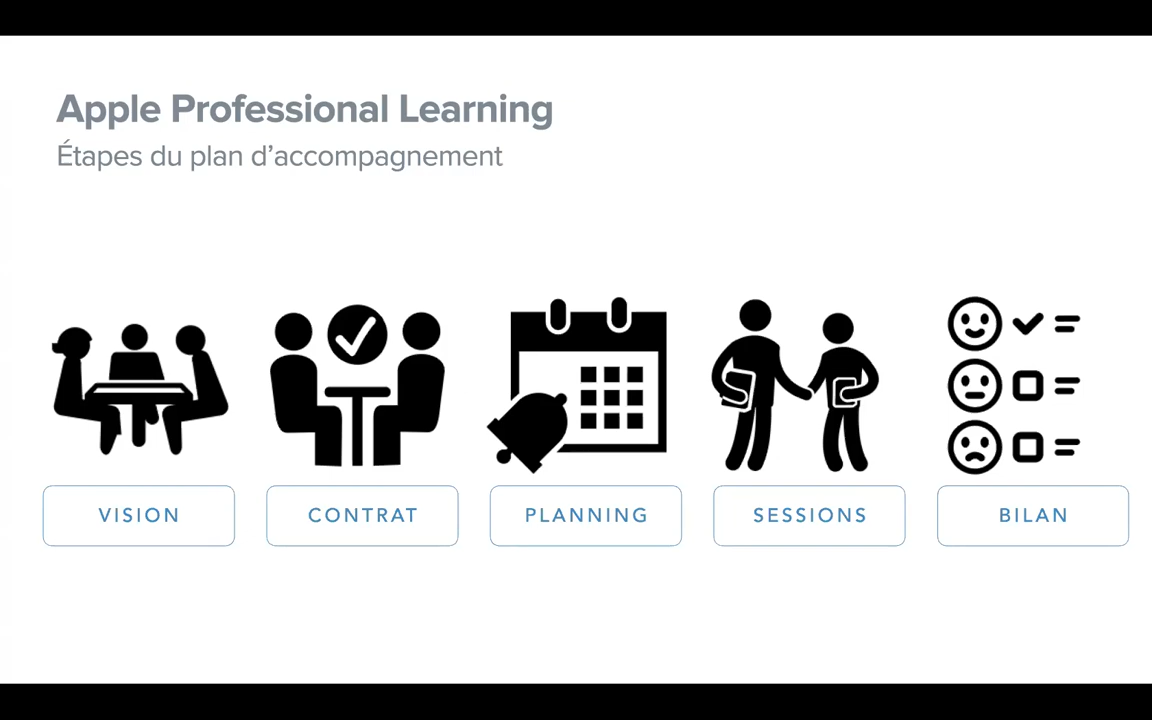 Apple Professional Learning
Étapes du plan d’accompagnement
VISION
CONTRAT
PLANNING
SESSIONS
BILAN